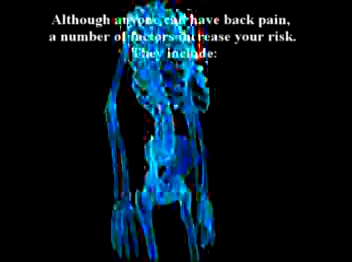 Although anyone can have back pain,
a number of factors increase your risk.
They include: